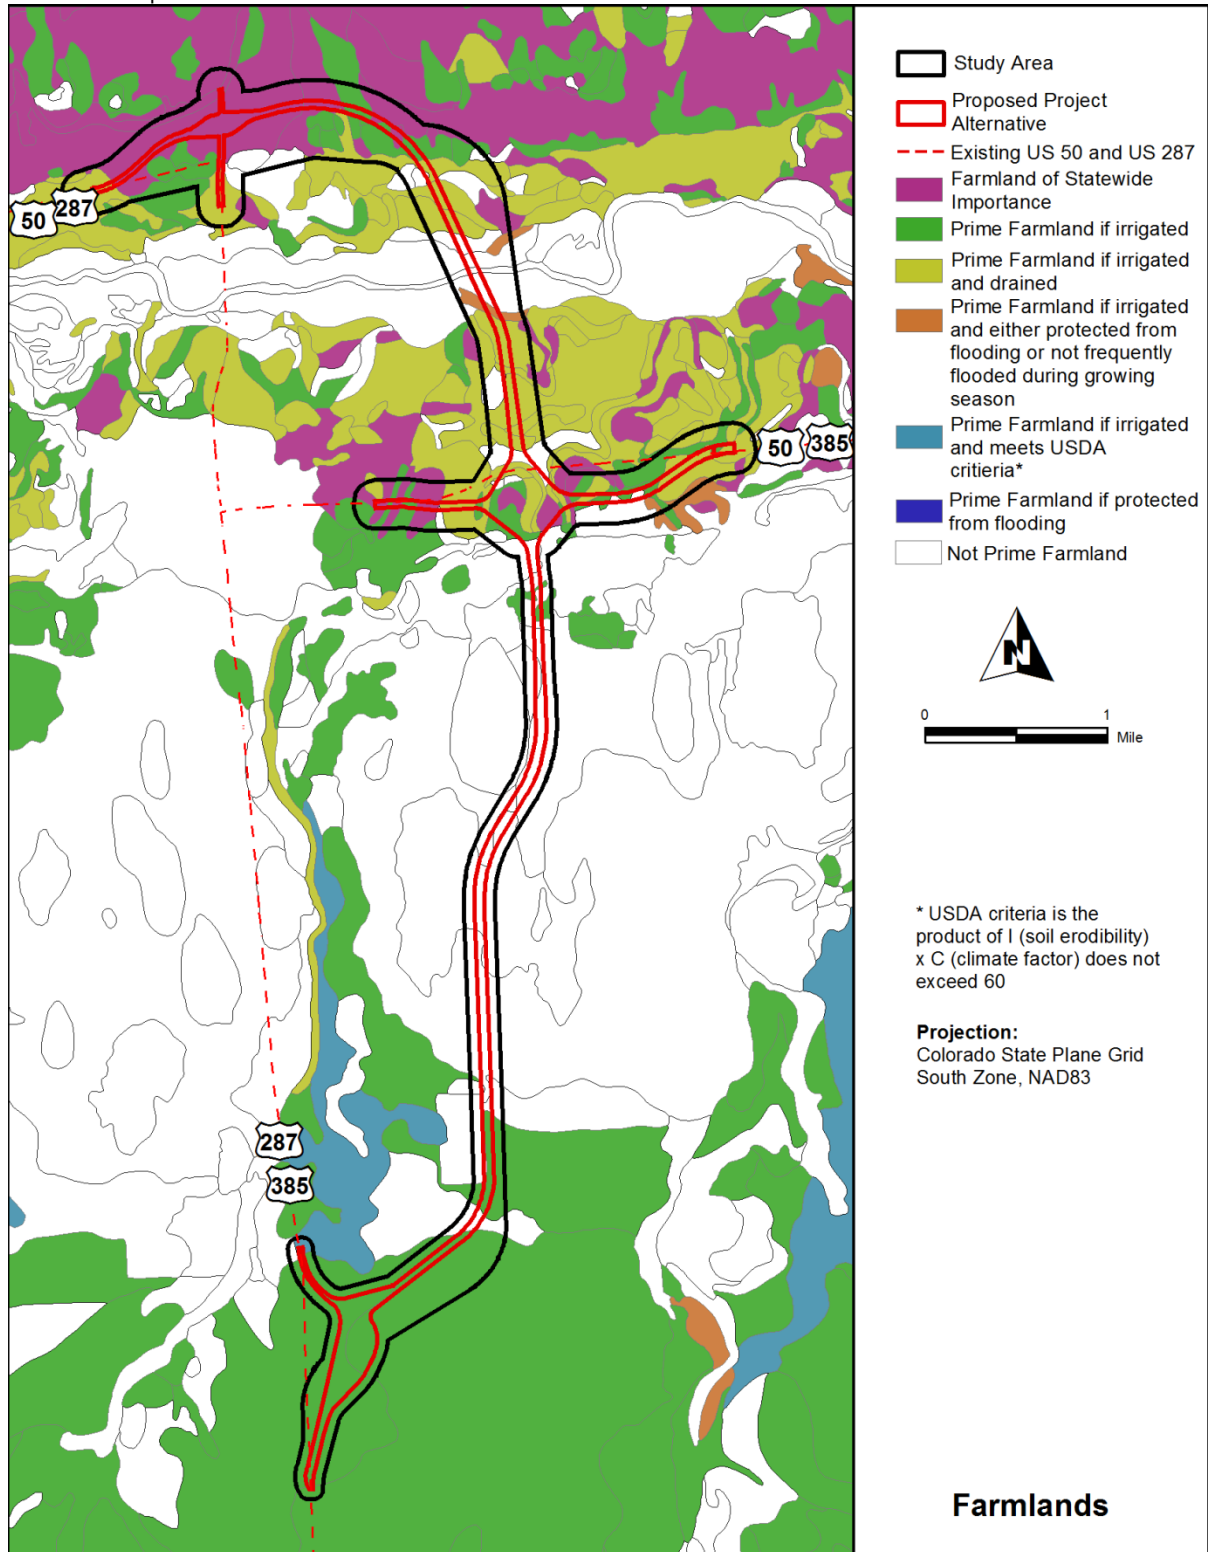 Study Area
Proposed Project
Alternative
Existing US 50 and US 287
Farmland of Statewide
Importance
Prime Farmland if irrigated
Prime Farmland if irrigated
and drained
Prime Farmland if irrigated
and either protected from
flooding or not frequently
flooded during growing
season
Prime Farmland if irrigated
and meets USDA
critieria*
Prime Farmland if protected
from flooding
Not Prime Farmland
N
0 1
Mile
* USDA criteria is the
product of I (soil erodibility)
x C (climate factor) does not
exceed 60
Projection:
Colorado State Plane Grid
South Zone, NAD83
Farmlands
50 287
50 385
287
385